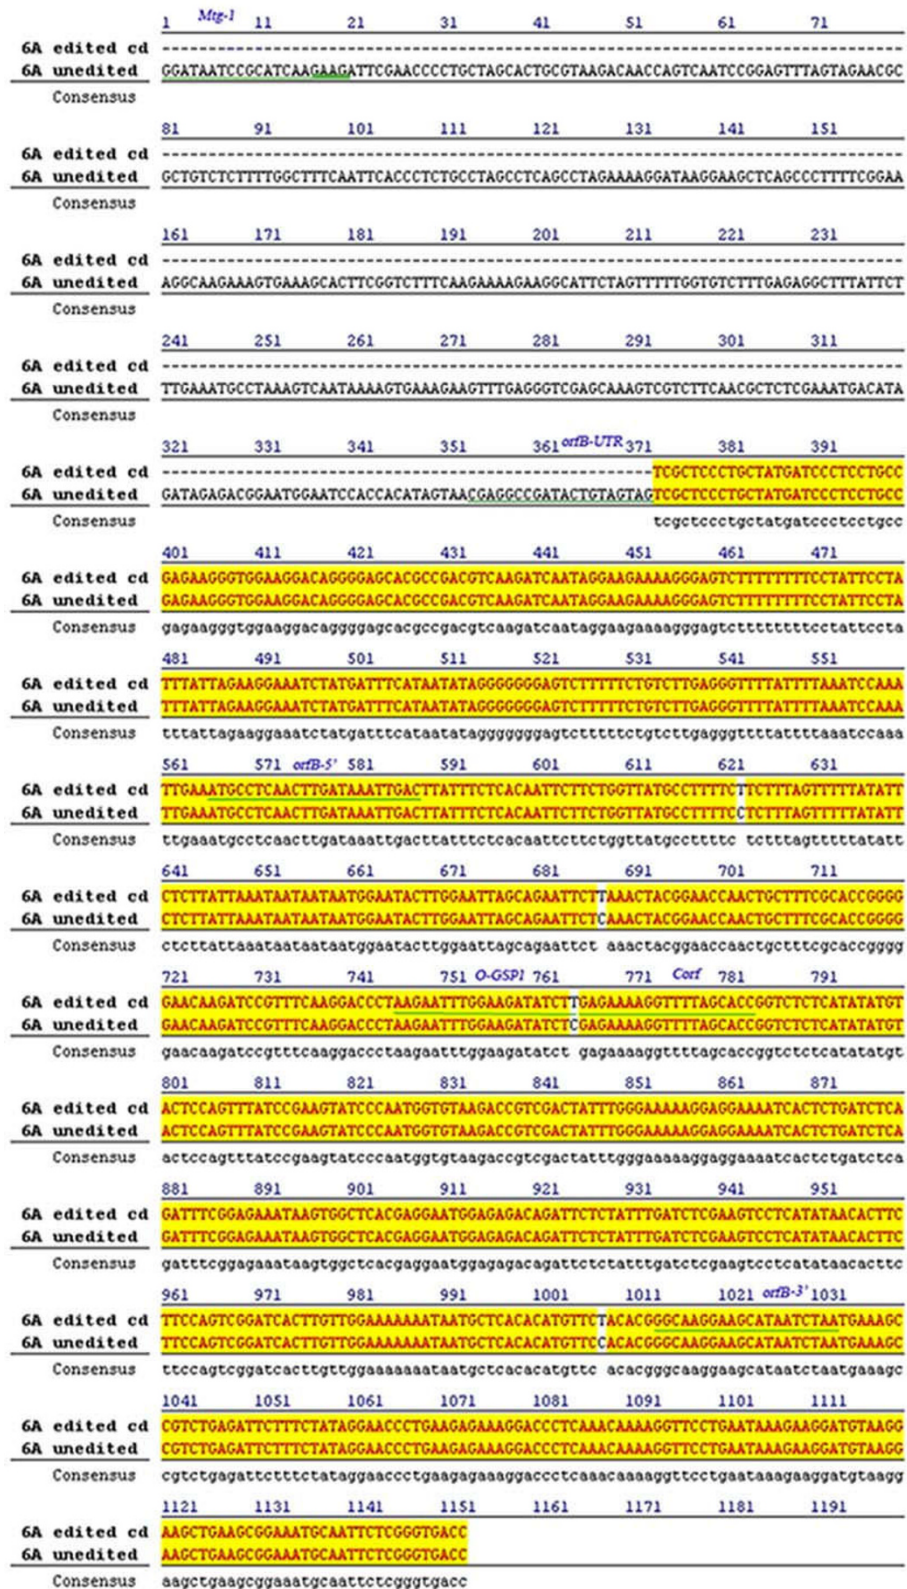 1 Mtg-1 11 21 31 41 51 61 71
6A edited cd --------------------------------------------------------------------------------
6A unedited GGATAATCCGCATCAAGAAGATTCGAACCCCTGCTAGCACTGCGTAAGACAACCAGTCAATCCGGAGTTTAGTAGAACGC
Consensus
81 91 101 111 121 131 141 151
6A edited cd --------------------------------------------------------------------------------
6A unedited GCTGTCTCTTTTGGCTTTCAATTCACCCTCTGCCTAGCCTCAGCCTAGAAAAGGATAAGGAAGCTCAGCCCTTTTCGGAA
Consensus
161 171 181 191 201 211 221 231
6A edited cd --------------------------------------------------------------------------------
6A unedited AGGCAAGAAAGTGAAAGCACTTCGGTCTTTCAAGAAAAGAAGGCATTCTAGTTTTTGGTGTCTTTGAGAGGCTTTATTCT
Consensus
241 251 261 271 281 291 301 311
6A edited cd --------------------------------------------------------------------------------
6A unedited TTGAAATGCCTAAAGTCAATAAAAGTGAAAGAAGTTTGAGGGTCGAGCAAAGTCGTCTTCAACGCTCTCGAAATGACATA
Consensus
321 331 341 351 361 orfB-UTR 371 381 391
6A edited cd -----------------------------------------------------TCGCTCCCTGCTATGATCCCTCCTGCC
6A unedited GATAGAGACGGAATGGAATCCACCACATAGTAACGAGGCCGATACTGTAGTAGTCGCTCCCTGCTATGATCCCTCCTGCC
Consensus tcgctccctgctatgatccctcctgcc
401 411 421 431 441 451 461 471
6A edited cd GAGAAGGGTGGAAGGACAGGGGAGCACGCCGACGTCAAGATCAATAGGAAGAAAAGGGAGTCTTTTTTTTTCCTATTCCTA
6A unedited GAGAAGGGTGGAAGGACAGGGGAGCACGCCGACGTCAAGATCAATAGGAAGAAAAGGGAGTCTTTTTTTTTCCTATTCCTA
Consensus gagaagggtggaaggacaggggagcacgccgacgtcaagatcaataggaagaaaagggagtctttttttttcctattccta
481 491 501 511 521 531 541 551
6A edited cd TTTATTAGAAGGAAATCTATGATTTCATAATATAGGGGGGGAGTCTTTTTCTGTCTTGAGGGTTTTATTTTAAATCCAAA
6A unedited TTTATTAGAAGGAAATCTATGATTTCATAATATAGGGGGGGAGTCTTTTTCTGTCTTGAGGGTTTTATTTTAAATCCAAA
Consensus tttattagaaggaaatctatgatttcataatatagggggggagtctttttctgtcttgagggttttattttaaatccaaa
561 571 orfB-5' 581 591 601 611 621 631
6A edited cd TTGAAATGCCTCAACTTGATAAATTGACTTATTTCTCACAATTCTTCTGGTTATGCCTTTTCTTCTTTAGTTTTTATATT
6A unedited TTGAAATGCCTCAACTTGATAAATTGACTTATTTCTCACAATTCTTCTGGTTATGCCTTTTCCTCTTTAGTTTTTATATT
Consensus ttgaaatgcctcaacttgataaattgacttatttctcacaattcttctggttatgccttttc tctttagtttttatatt
641 651 661 671 681 691 701 711
6A edited cd CTCTTATTAAATAATAATAATGGAATACTTGGAATTAGCAGAATTCTTAAACTACGGAACCAACTGCTTTCGCACCGGGG
6A unedited CTCTTATTAAATAATAATAATGGAATACTTGGAATTAGCAGAATTCTCAAACTACGGAACCAACTGCTTTCGCACCGGGG
Consensus ctcttattaaataataataatggaatacttggaattagcagaattct aaactacggaaccaactgctttcgcaccgggg
721 731 741 751 O-GSP1 761 771 Corf 781 791
6A edited cd GAACAAGATCCGTTTCAAGGACCCTAAGAATTTGGAAGATATCTTGAGAAAAGGTTTTAGCACCGGTCTCTCATATATGT
6A unedited GAACAAGATCCGTTTCAAGGACCCTAAGAATTTGGAAGATATCTCGAGAAAAGGTTTTAGCACCGGTCTCTCATATATGT
Consensus gaacaagatccgtttcaaggaccctaagaatttggaagatatct gagaaaaggttttagcaccggtctctcatatatgt
801 811 821 831 841 851 861 871
6A edited cd ACTCCAGTTTATCCGAAGTATCCCAATGGTGTAAGACCGTCGACTATTTGGGAAAAAGGAGGAAAATCACTCTGATCTCA
6A unedited ACTCCAGTTTATCCGAAGTATCCCAATGGTGTAAGACCGTCGACTATTTGGGAAAAAGGAGGAAAATCACTCTGATCTCA
Consensus actccagtttatccgaagtatcccaatggtgtaagaccgtcgactatttgggaaaaaggaggaaaatcactctgatctca
881 891 901 911 921 931 941 951
6A edited cd GATTTCGGAGAAATAAGTGGCTCACGAGGAATGGAGAGACAGATTCTCTATTTGATCTCGAAGTCCTCATATAACACTTC
6A unedited GATTTCGGAGAAATAAGTGGCTCACGAGGAATGGAGAGACAGATTCTCTATTTGATCTCGAAGTCCTCATATAACACTTC
Consensus gatttcggagaaataagtggctcacgaggaatggagagacagattctctatttgatctcgaagtcctcatataacacttc
961 971 981 991 1001 1011 1021 orfB-3' 1031
6A edited cd TTCCAGTCGGATCACTTGTTGGAAAAAAAATAATGCTCACACATGTTCTACACGGGCAAGGAAGCATAATCTAATGAAAGC
6A unedited TTCCAGTCGGATCACTTGTTGGAAAAAAAATAATGCTCACACATGTTCCACACGGGCAAGGAAGCATAATCTAATGAAAGC
Consensus ttccagtcggatcacttgttggaaaaaaaataatgctcacacatgttc acacgggcaaggaagcataatctaatgaaagc
1041 1051 1061 1071 1081 1091 1101 1111
6A edited cd CGTCTGAGATTCTTTCTATAGGAACCCTGAAGAGAAAGGACCCTCAAACAAAAGGTTCCTGAATAAAGAAGGATGTAAGG
6A unedited CGTCTGAGATTCTTTCTATAGGAACCCTGAAGAGAAAGGACCCTCAAACAAAAGGTTCCTGAATAAAGAAGGATGTAAGG
Consensus cgtctgagattctttctataggaaccctgaagagaaaggaccctcaaacaaaaggttcctgaataaagaaggatgtaagg
1121 1131 1141 1151 1161 1171 1181 1191
6A edited cd AAGCTGAAGCGGAAATGCAATTCTCGGGTGACC
6A unedited AAGCTGAAGCGGAAATGCAATTCTCGGGTGACC
Consensus aagctgaagcggaaatgcaattctcgggtgacc